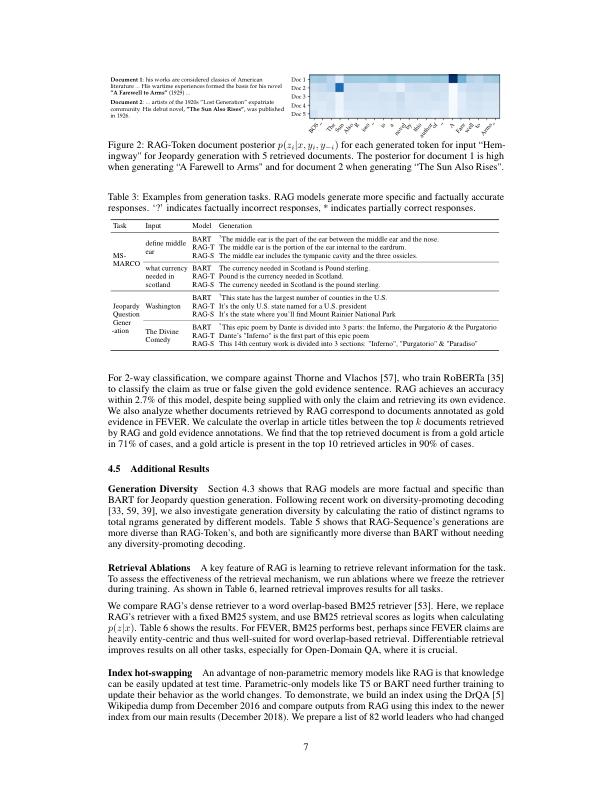 Document 1: his works are considered classics of American
literature ... His wartime experiences formed the basis for his novel
"A Farewell to Arms" (1929) ...
Document 2: ... artists of the 1920s "Lost Generation" expatriate
community. His debut novel, "The Sun Also Rises", was published
in 1926.
Doc 1
Doc 2
Doc 3
Doc 4
Doc 5
BOS
"
The
Sun
Also
R
ises
"
is
a
novel
by
this
author
of
"
A
Fare
well
to
Arms
"
Figure 2: RAG-Token document posterior p(zᵢ|x, yᵢ, y₋ᵢ) for each generated token for input "Hem-
ingway" for Jeopardy generation with 5 retrieved documents. The posterior for document 1 is high
when generating "A Farewell to Arms" and for document 2 when generating "The Sun Also Rises".
Table 3: Examples from generation tasks. RAG models generate more specific and factually accurate
responses. '?' indicates factually incorrect responses, * indicates partially correct responses.
Task Input Model Generation
MS-MARCO define middle ear BART ?The middle ear is the part of the ear between the middle ear and the nose.
RAG-T The middle ear is the portion of the ear internal to the eardrum.
RAG-S The middle ear includes the tympanic cavity and the three ossicles.
what currency needed in scotland BART The currency needed in Scotland is Pound sterling.
RAG-T Pound is the currency needed in Scotland.
RAG-S The currency needed in Scotland is the pound sterling.
Jeopardy Question Gener-ation Washington BART ?This state has the largest number of counties in the U.S.
RAG-T It's the only U.S. state named for a U.S. president
RAG-S It's the state where you'll find Mount Rainier National Park
The Divine Comedy BART *This epic poem by Dante is divided into 3 parts: the Inferno, the Purgatorio & the Purgatorio
RAG-T Dante's "Inferno" is the first part of this epic poem
RAG-S This 14th century work is divided into 3 sections: "Inferno", "Purgatorio" & "Paradiso"
For 2-way classification, we compare against Thorne and Vlachos [57], who train RoBERTa [35]
to classify the claim as true or false given the gold evidence sentence. RAG achieves an accuracy
within 2.7% of this model, despite being supplied with only the claim and retrieving its own evidence.
We also analyze whether documents retrieved by RAG correspond to documents annotated as gold
evidence in FEVER. We calculate the overlap in article titles between the top k documents retrieved
by RAG and gold evidence annotations. We find that the top retrieved document is from a gold article
in 71% of cases, and a gold article is present in the top 10 retrieved articles in 90% of cases.
4.5 Additional Results
Generation Diversity Section 4.3 shows that RAG models are more factual and specific than
BART for Jeopardy question generation. Following recent work on diversity-promoting decoding
[33, 59, 39], we also investigate generation diversity by calculating the ratio of distinct ngrams to
total ngrams generated by different models. Table 5 shows that RAG-Sequence's generations are
more diverse than RAG-Token's, and both are significantly more diverse than BART without needing
any diversity-promoting decoding.
Retrieval Ablations A key feature of RAG is learning to retrieve relevant information for the task.
To assess the effectiveness of the retrieval mechanism, we run ablations where we freeze the retriever
during training. As shown in Table 6, learned retrieval improves results for all tasks.
We compare RAG's dense retriever to a word overlap-based BM25 retriever [53]. Here, we replace
RAG's retriever with a fixed BM25 system, and use BM25 retrieval scores as logits when calculating
p(z|x). Table 6 shows the results. For FEVER, BM25 performs best, perhaps since FEVER claims are
heavily entity-centric and thus well-suited for word overlap-based retrieval. Differentiable retrieval
improves results on all other tasks, especially for Open-Domain QA, where it is crucial.
Index hot-swapping An advantage of non-parametric memory models like RAG is that knowledge
can be easily updated at test time. Parametric-only models like T5 or BART need further training to
update their behavior as the world changes. To demonstrate, we build an index using the DrQA [5]
Wikipedia dump from December 2016 and compare outputs from RAG using this index to the newer
index from our main results (December 2018). We prepare a list of 82 world leaders who had changed
7